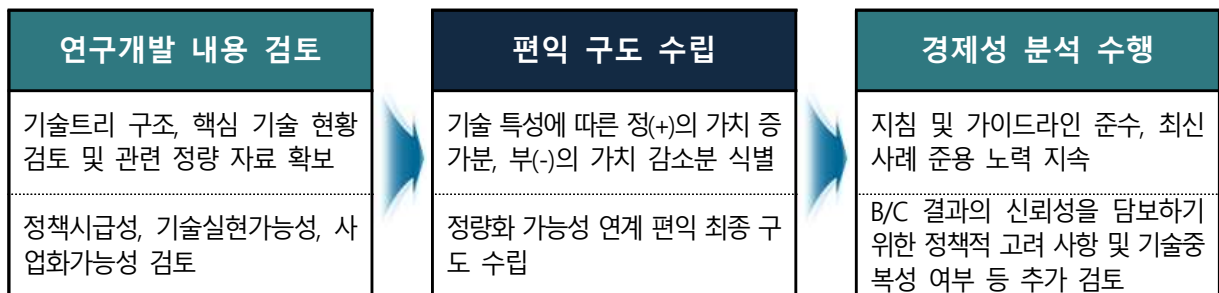 연구개발 내용 검토
기술트리 구조, 핵심 기술 현황
검토 및 관련 정량 자료 확보
정책시급성, 기술실현가능성, 사
업화가능성 검토
편익 구도 수립
기술 특성에 따른 정(+)의 가치 증
가분, 부(-)의 가치 감소분 식별
정량화 가능성 연계 편익 최종 구
도 수립
경제성 분석 수행
지침 및 가이드라인 준수, 최신
사례 준용 노력 지속
B/C 결과의 신뢰성을 담보하기
위한 정책적 고려 사항 및 기술중
복성 여부 등 추가 검토